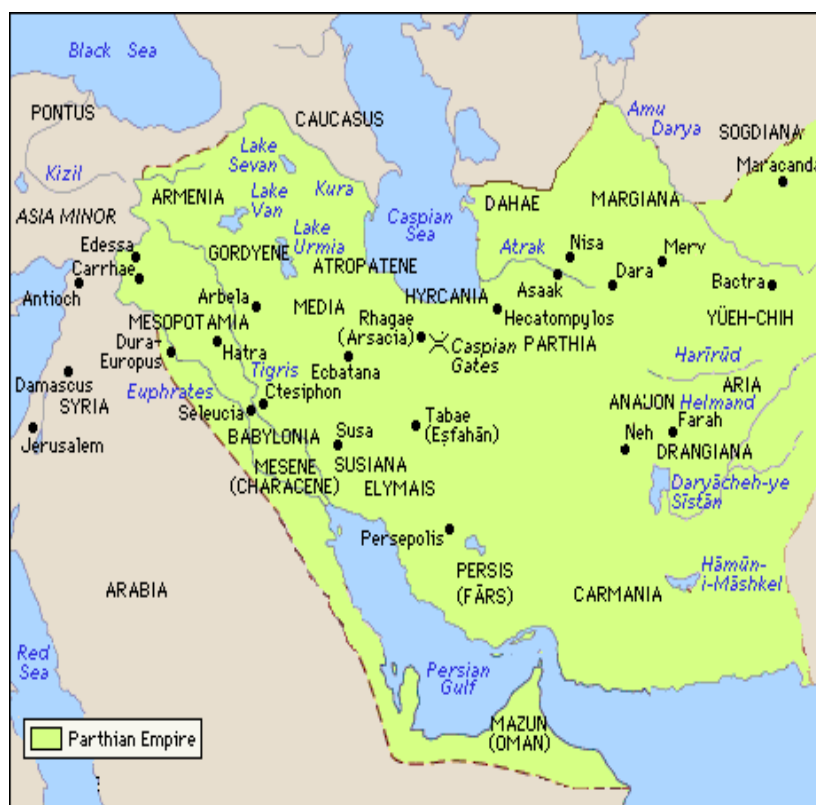 Black Sea
PONTUS
CAUCASUS
Amu
Darya
SOGDIANA
Maracanda
Kizil
Lake
Sevan
ARMENIA
Lake
Van
Kura
DAHAE
MARGIANA
ASIA MINOR
Lake
Urmia
Caspian
Sea
Edessa
GORDYENE
ATROPATENE
Atrak
Nisa
Merv
Carrhae
Antioch
Asaak
Dara
Bactra
Arbela
MEDIA
HYRCANIA
Hecatompylos
YÜEH-CHIH
MESOPOTAMIA
Rhagae
(Arsacia)
PARTHIA
Dura-
Europus
Hatra
Caspian
Gates
Harīrūd
Ecbatana
Tigris
Damascus
SYRIA
Euphrates
Ctesiphon
ARIA
Seleucia
ANAUON
Helmand
Jerusalem
BABYLONIA
Susa
Tabae
(Eṣfahān)
Neh
Farah
DRANGIANA
MESENE
(CHARACENE)
SUSIANA
ELYMAIS
Daryācheh-ye
Sīstān
Persepolis
PERSIS
(FĀRS)
Hāmūn-
i-Māshkel
ARABIA
CARMANIA
Red
Sea
Persian
Gulf
MAZUN
(OMAN)
Parthian Empire